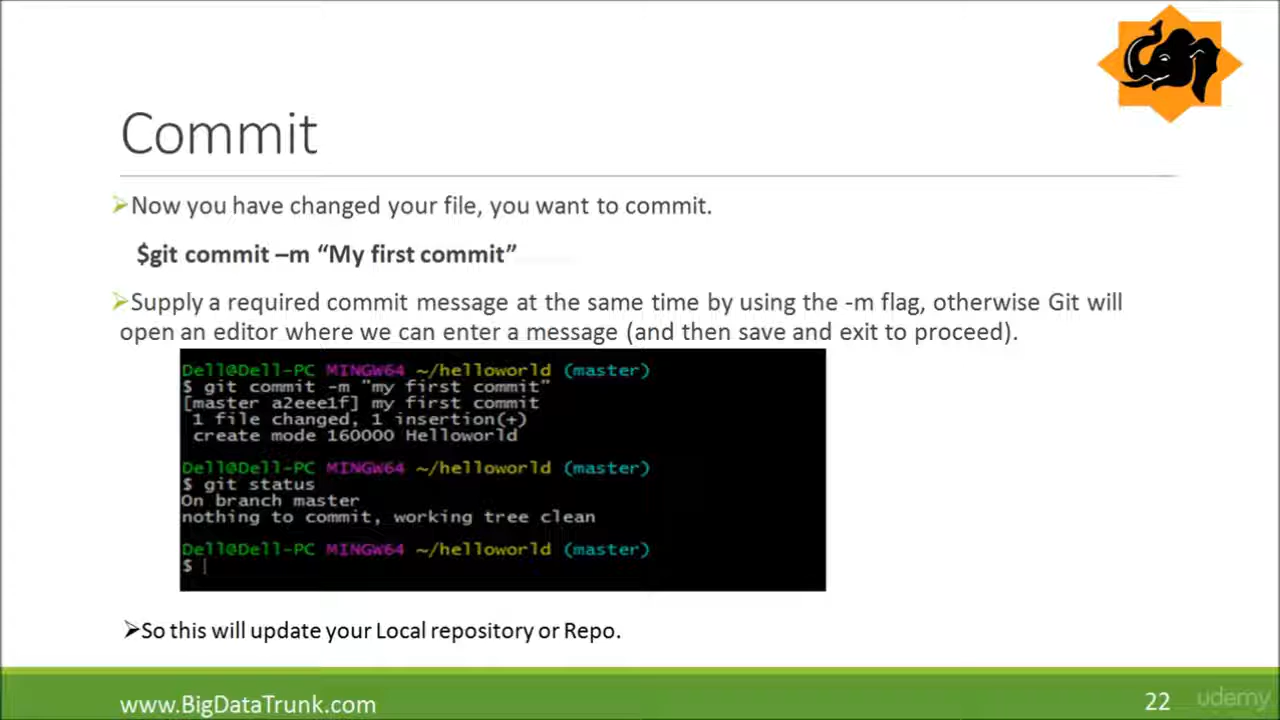 Commit
➢Now you have changed your file, you want to commit.
$git commit –m “My first commit”
➢Supply a required commit message at the same time by using the -m flag, otherwise Git will
open an editor where we can enter a message (and then save and exit to proceed).
Dell@Dell-PC MINGW64 ~/helloworld (master)
$ git commit -m "my first commit"
[master a2eee1f] my first commit
1 file changed, 1 insertion(+)
create mode 160000 Helloworld
Dell@Dell-PC MINGW64 ~/helloworld (master)
$ git status
On branch master
nothing to commit, working tree clean
Dell@Dell-PC MINGW64 ~/helloworld (master)
$
➢So this will update your Local repository or Repo.
www.BigDataTrunk.com
22
udemy